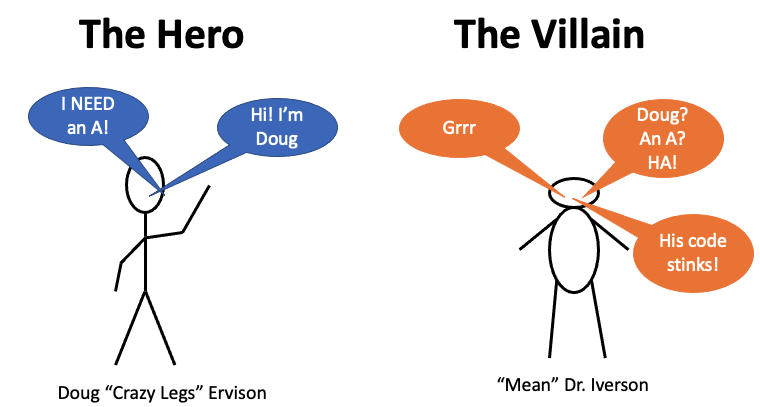 The Hero
The Villain
I NEED
an A!
Hi! I'm
Doug
Grrr
Doug?
An A?
HA!
His code
stinks!
Doug “Crazy Legs” Ervison
“Mean” Dr. Iverson